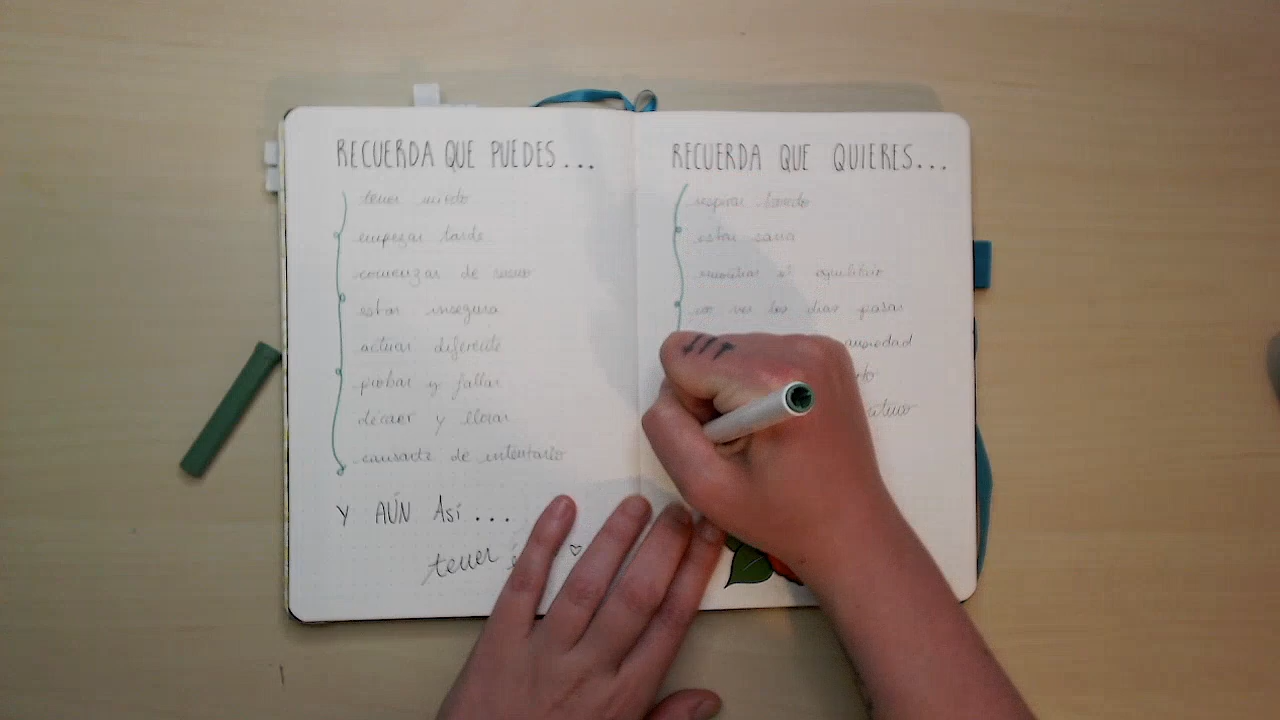 RECUERDA QUE PUEDES...
tener miedo
empezar tarde
comenzar de nuevo
estar insegura
actuar diferente
probar y fallar
decaer y llorar
cansarte de intentarlo
Y AÚN Así...
tener
RECUERDA QUE QUIERES...
respirar hondo
estar sana
encontrar el equilibrio
no ver los días pasar
ansiedad